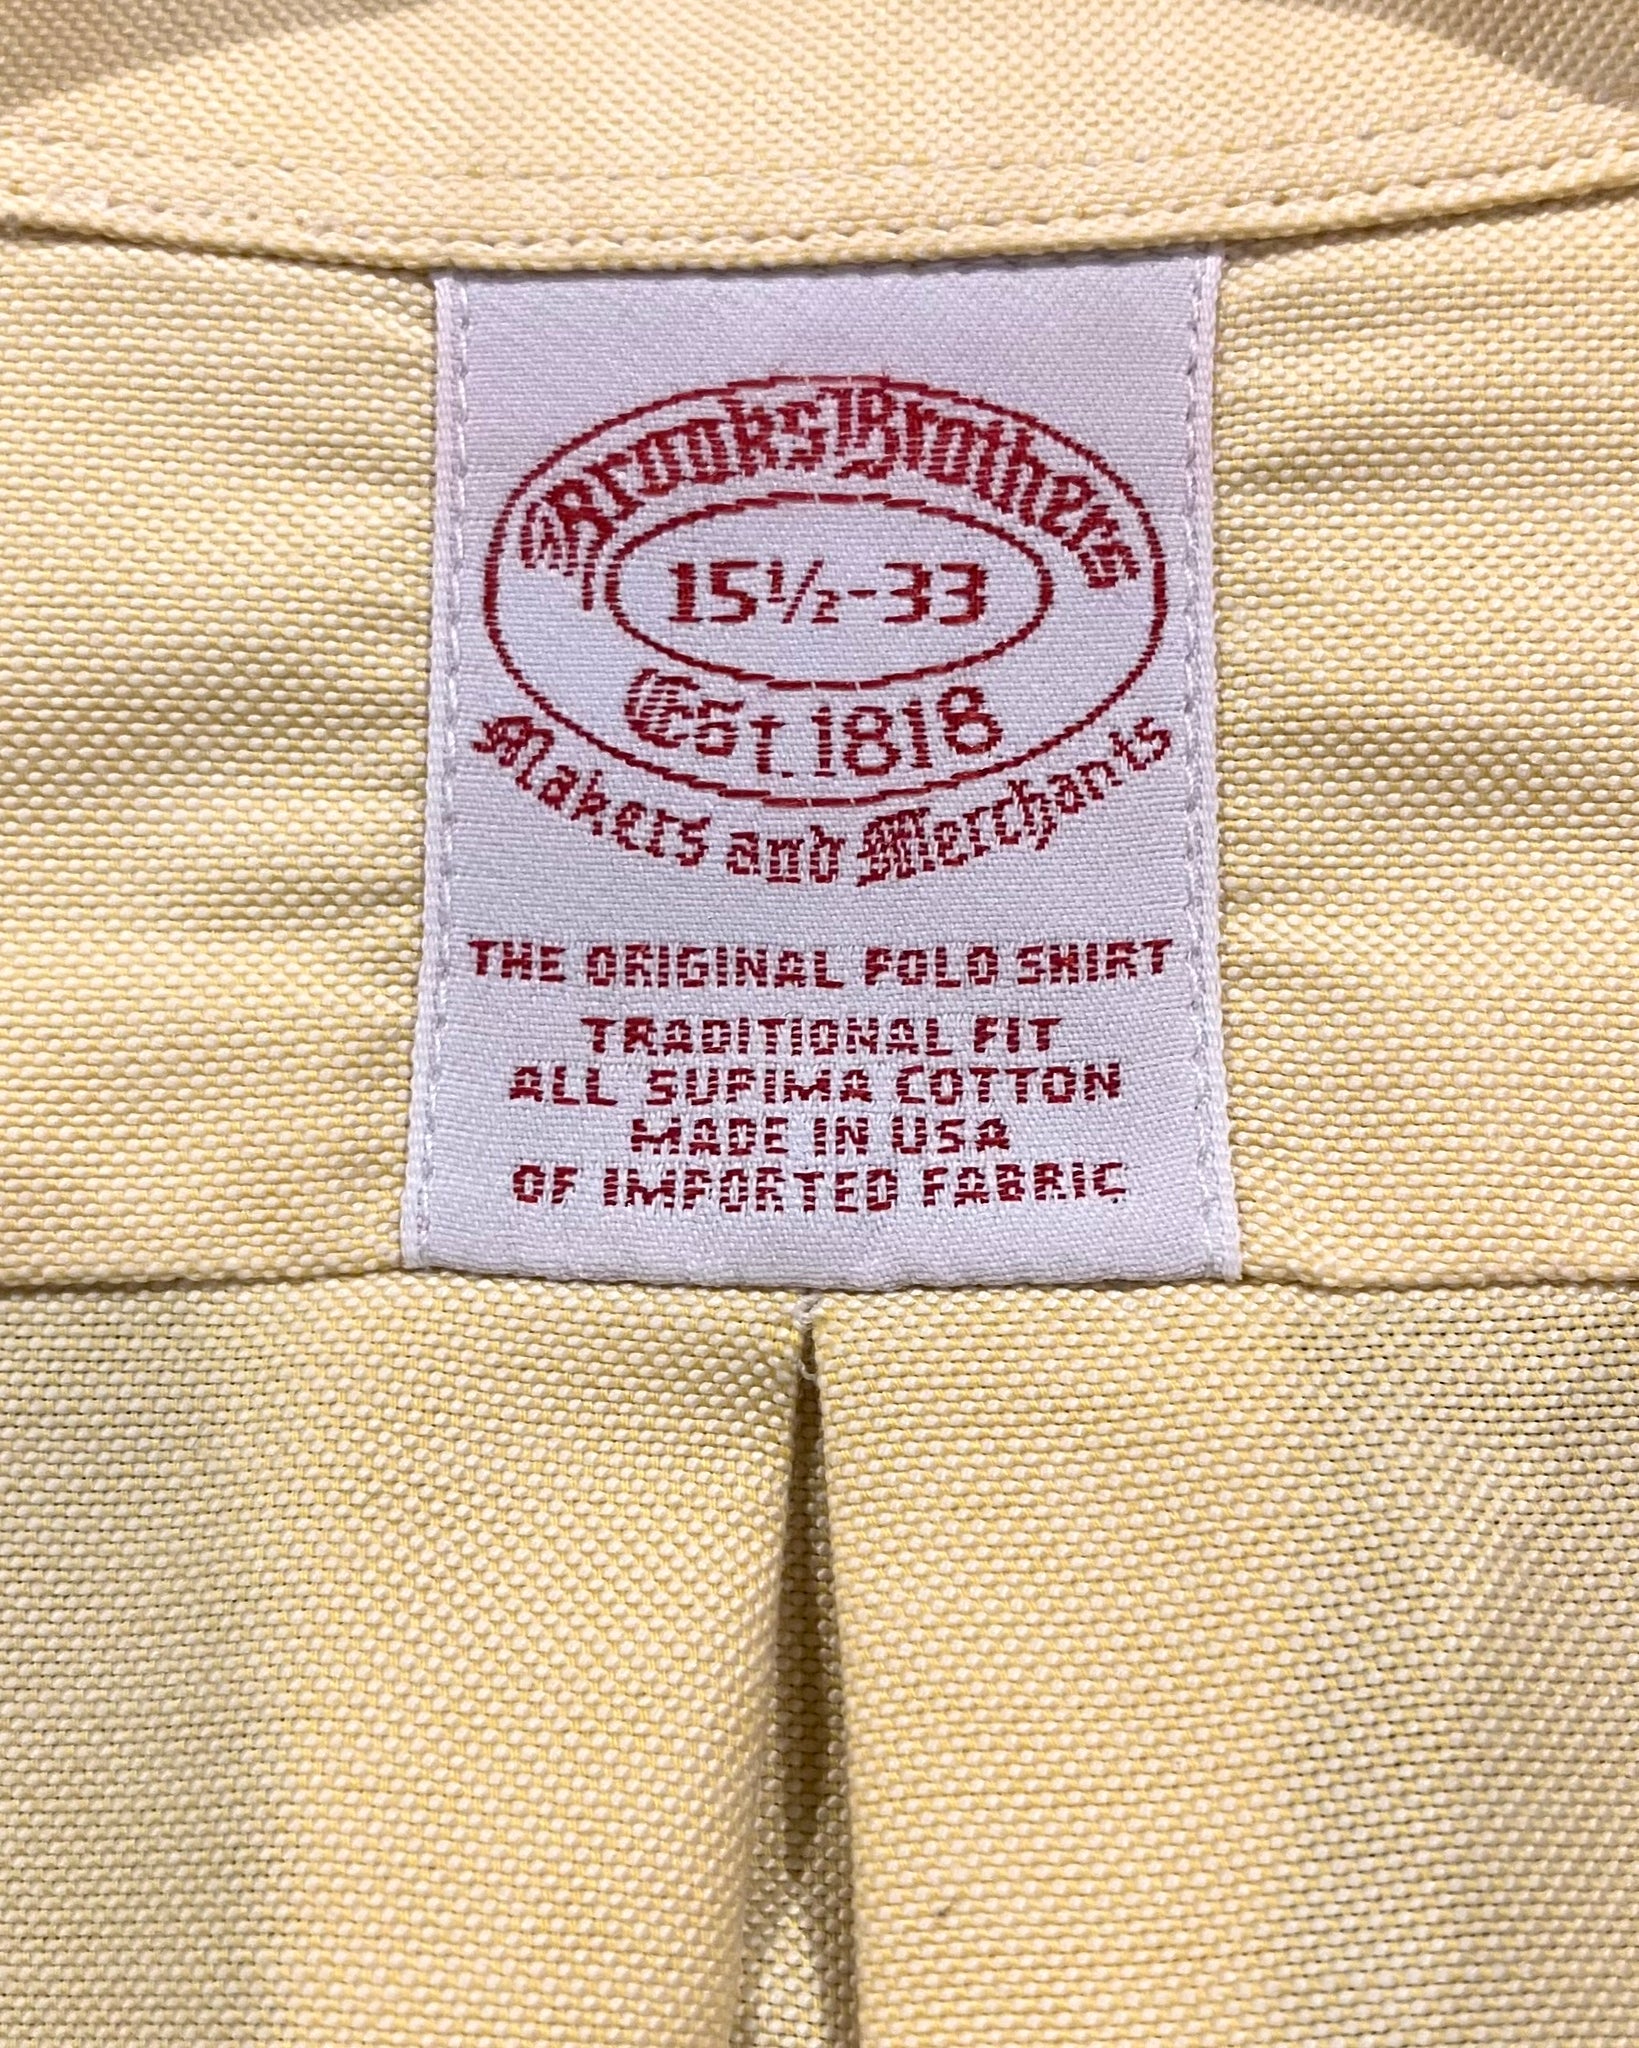 Brooks Brothers
15½-33
Est. 1818
Makers and Merchants
THE ORIGINAL POLO SHIRT
TRADITIONAL FIT
ALL SUPIMA COTTON
MADE IN USA
OF IMPORTED FABRIC